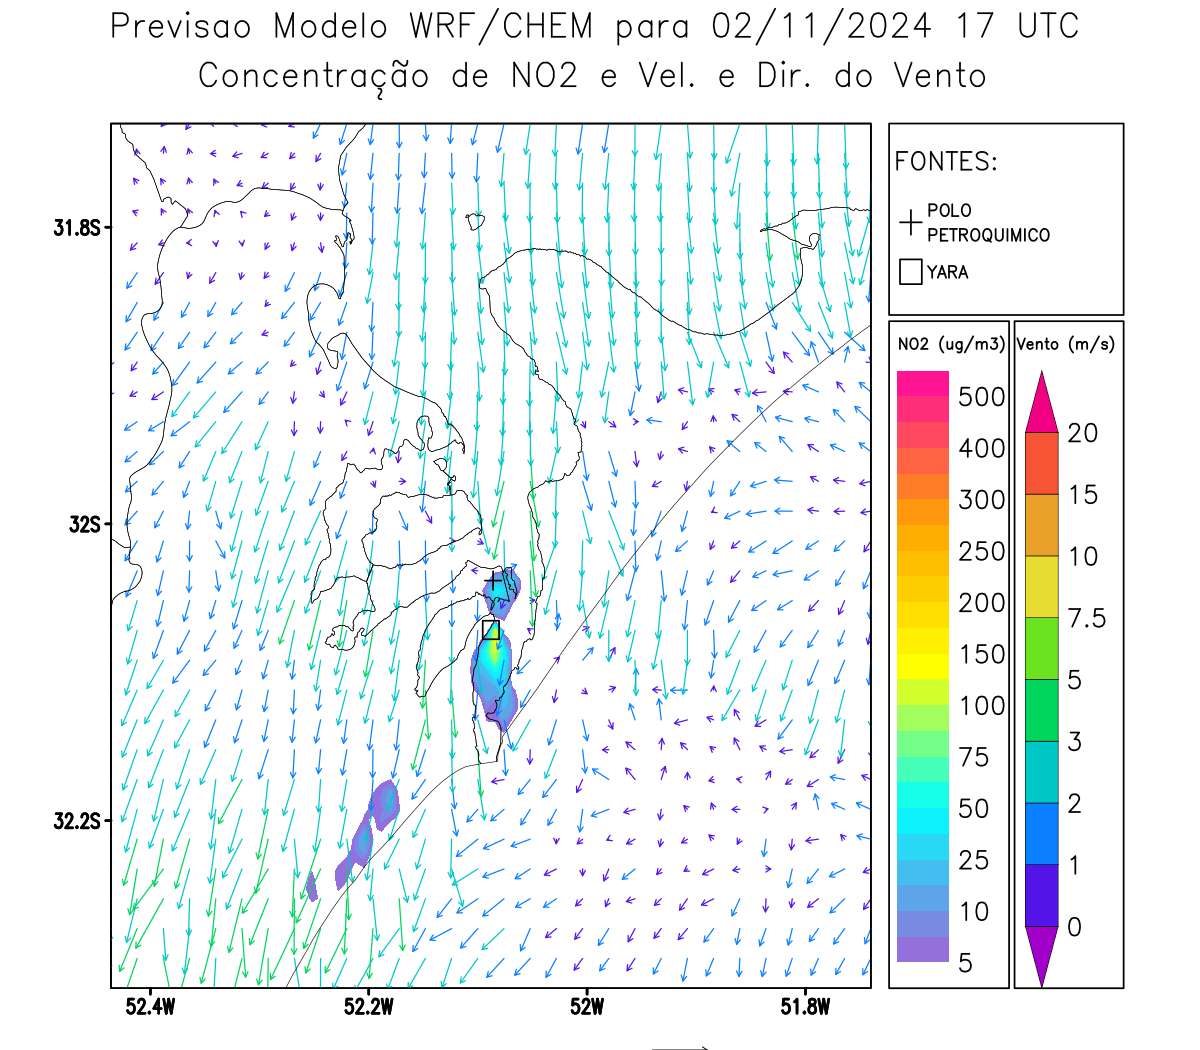 Previsao Modelo WRF/CHEM para 02/11/2024 17 UTC
Concentração de NO2 e Vel. e Dir. do Vento
FONTES:
POLO
PETROQUIMICO
YARA
NO2 (ug/m3)
500
400
300
250
200
150
100
75
50
25
10
5
Vento (m/s)
20
15
10
7.5
5
3
2
1
0
31.8S
32S
32.2S
52.4W 52.2W 52W 51.8W